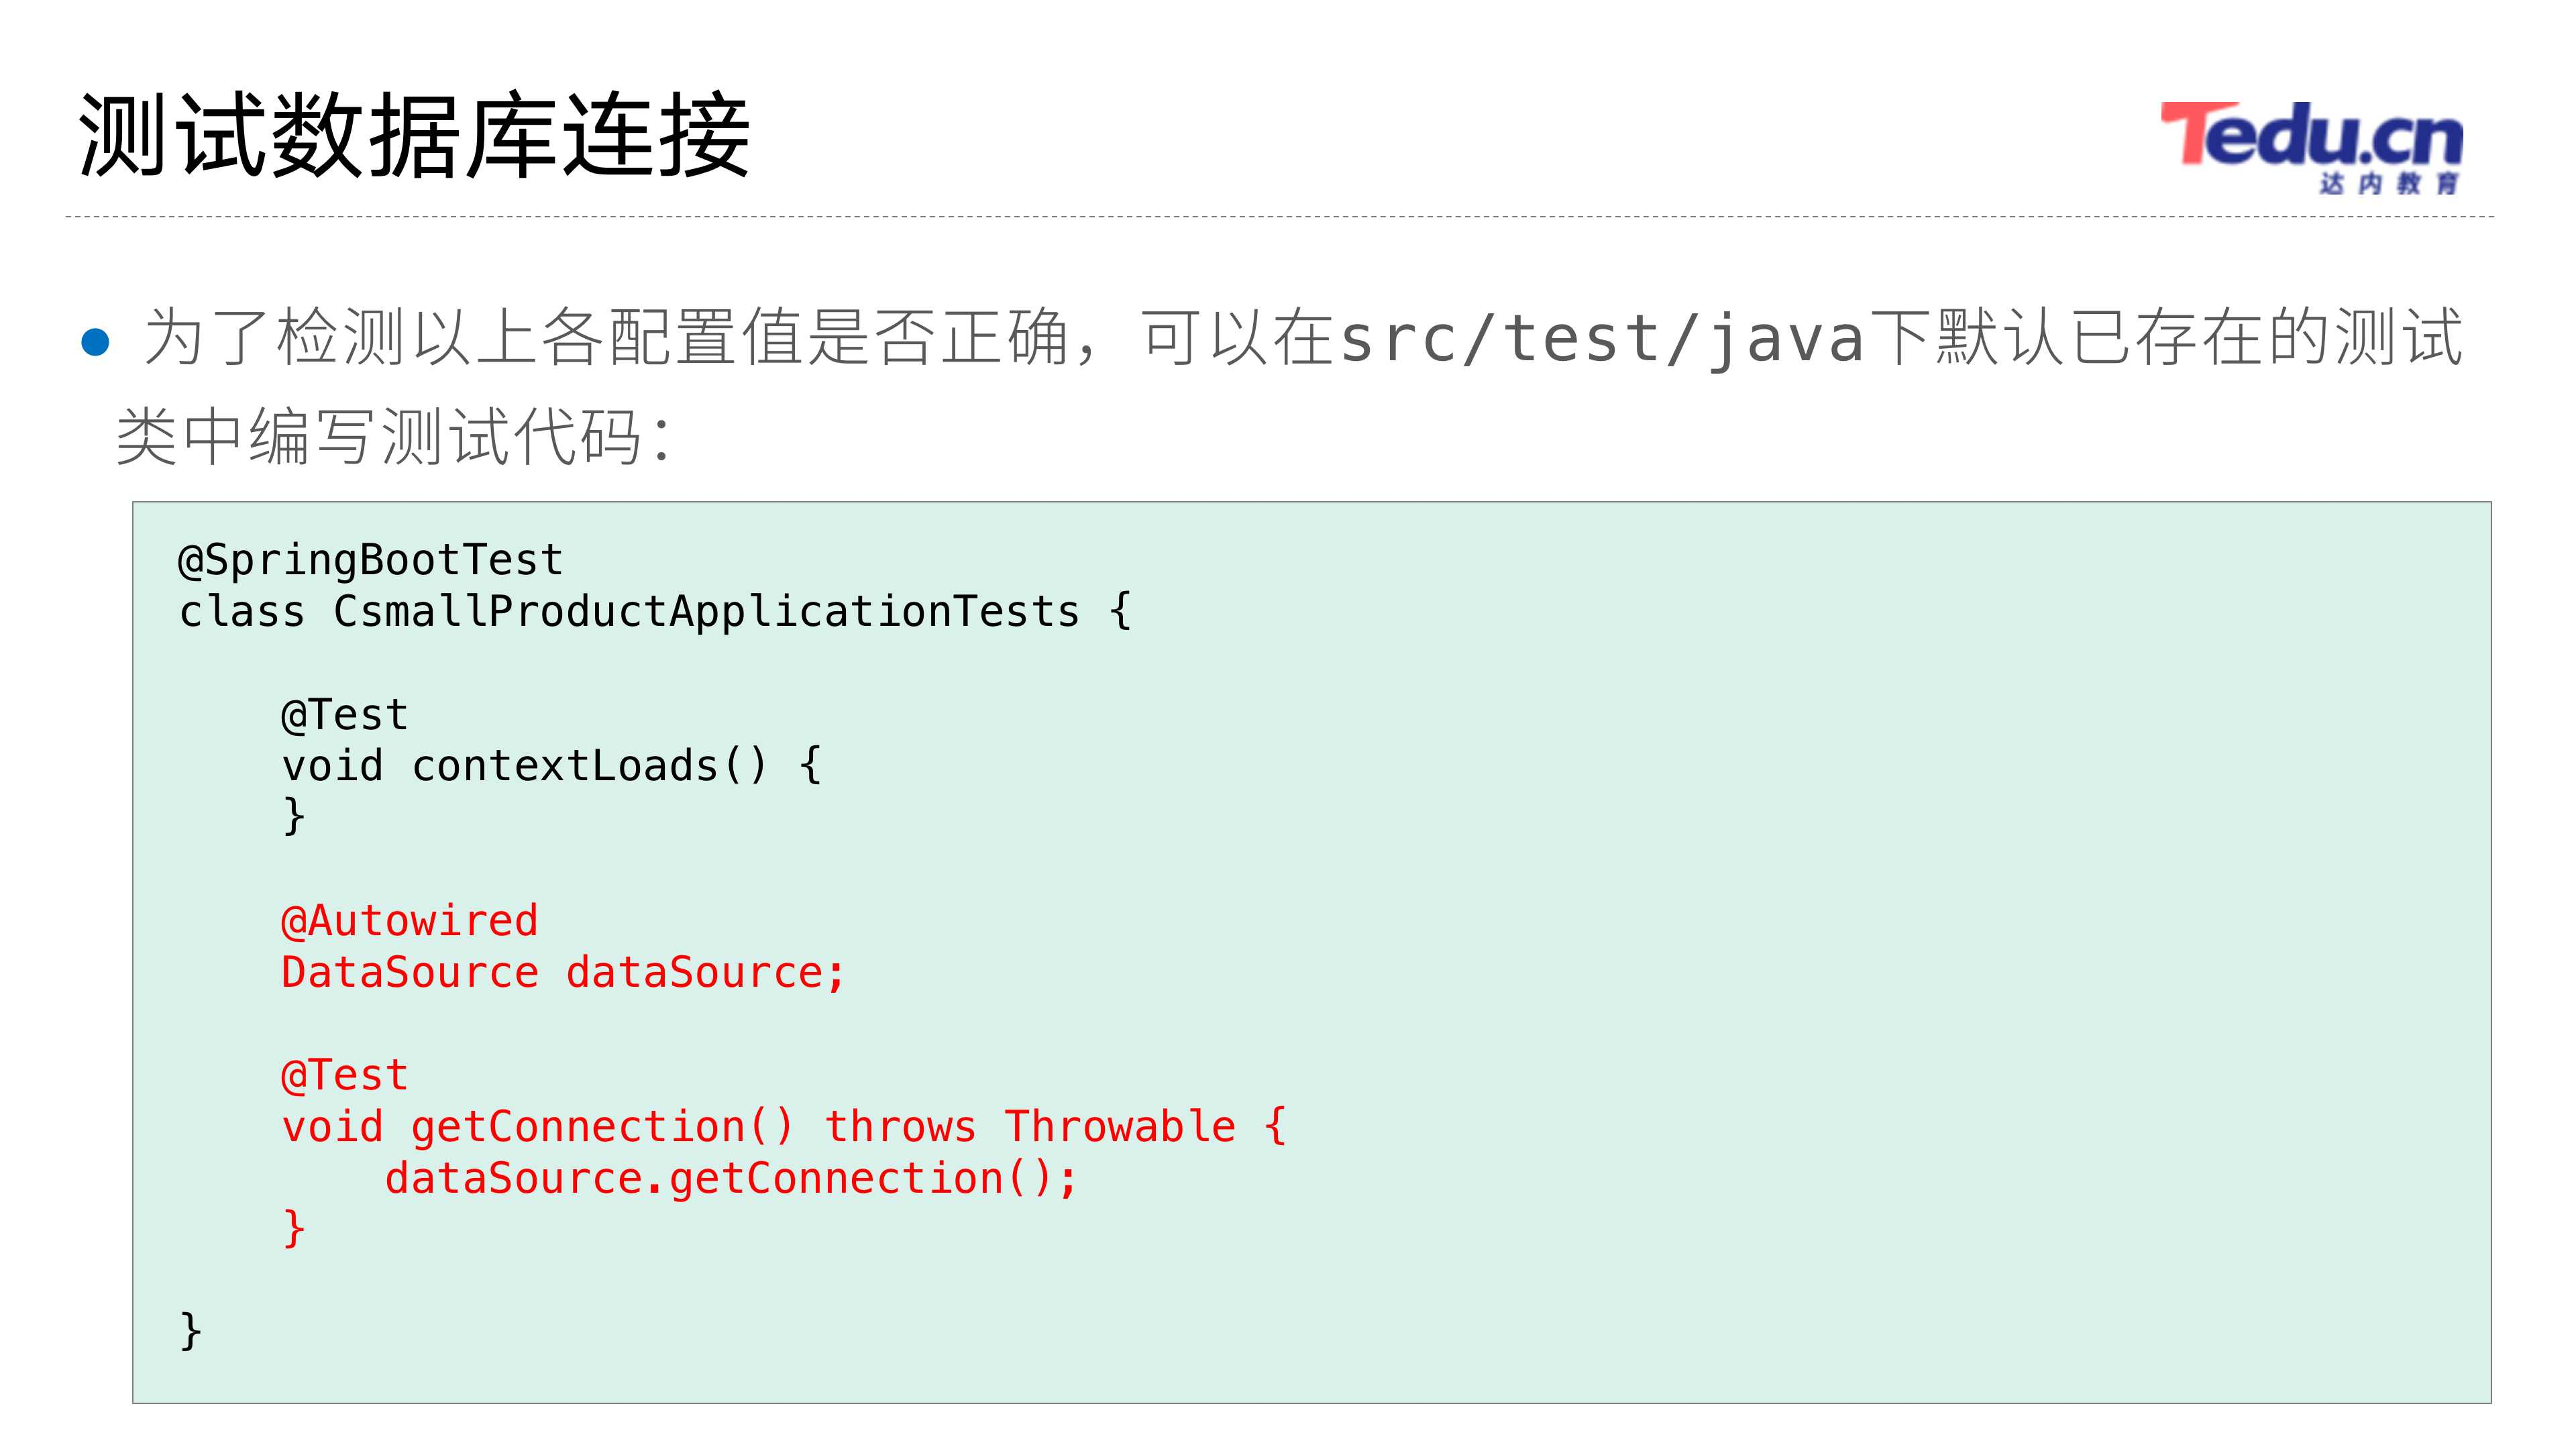 测试数据库连接
Tedu.cn
达内教育
● 为了检测以上各配置值是否正确，可以在src/test/java下默认已存在的测试
类中编写测试代码：
@SpringBootTest
class CsmallProductApplicationTests {
    @Test
    void contextLoads() {
    }
    @Autowired
    DataSource dataSource;
    @Test
    void getConnection() throws Throwable {
        dataSource.getConnection();
    }
}